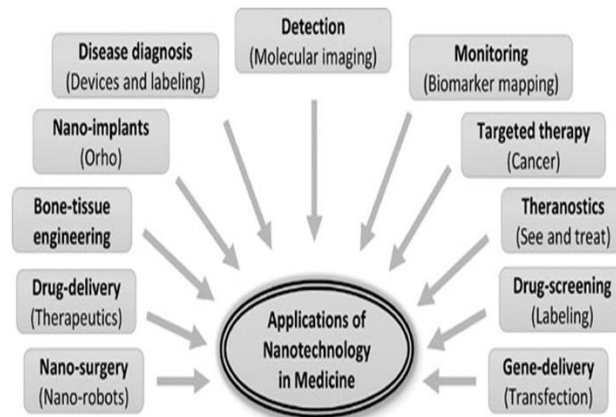 Detection
(Molecular imaging)
Disease diagnosis
(Devices and labeling)
Monitoring
(Biomarker mapping)
Nano-implants
(Orho)
Targeted therapy
(Cancer)
Bone-tissue
engineering
Theranostics
(See and treat)
Drug-delivery
(Therapeutics)
Drug-screening
(Labeling)
Nano-surgery
(Nano-robots)
Gene-delivery
(Transfection)
Applications of
Nanotechnology
in Medicine